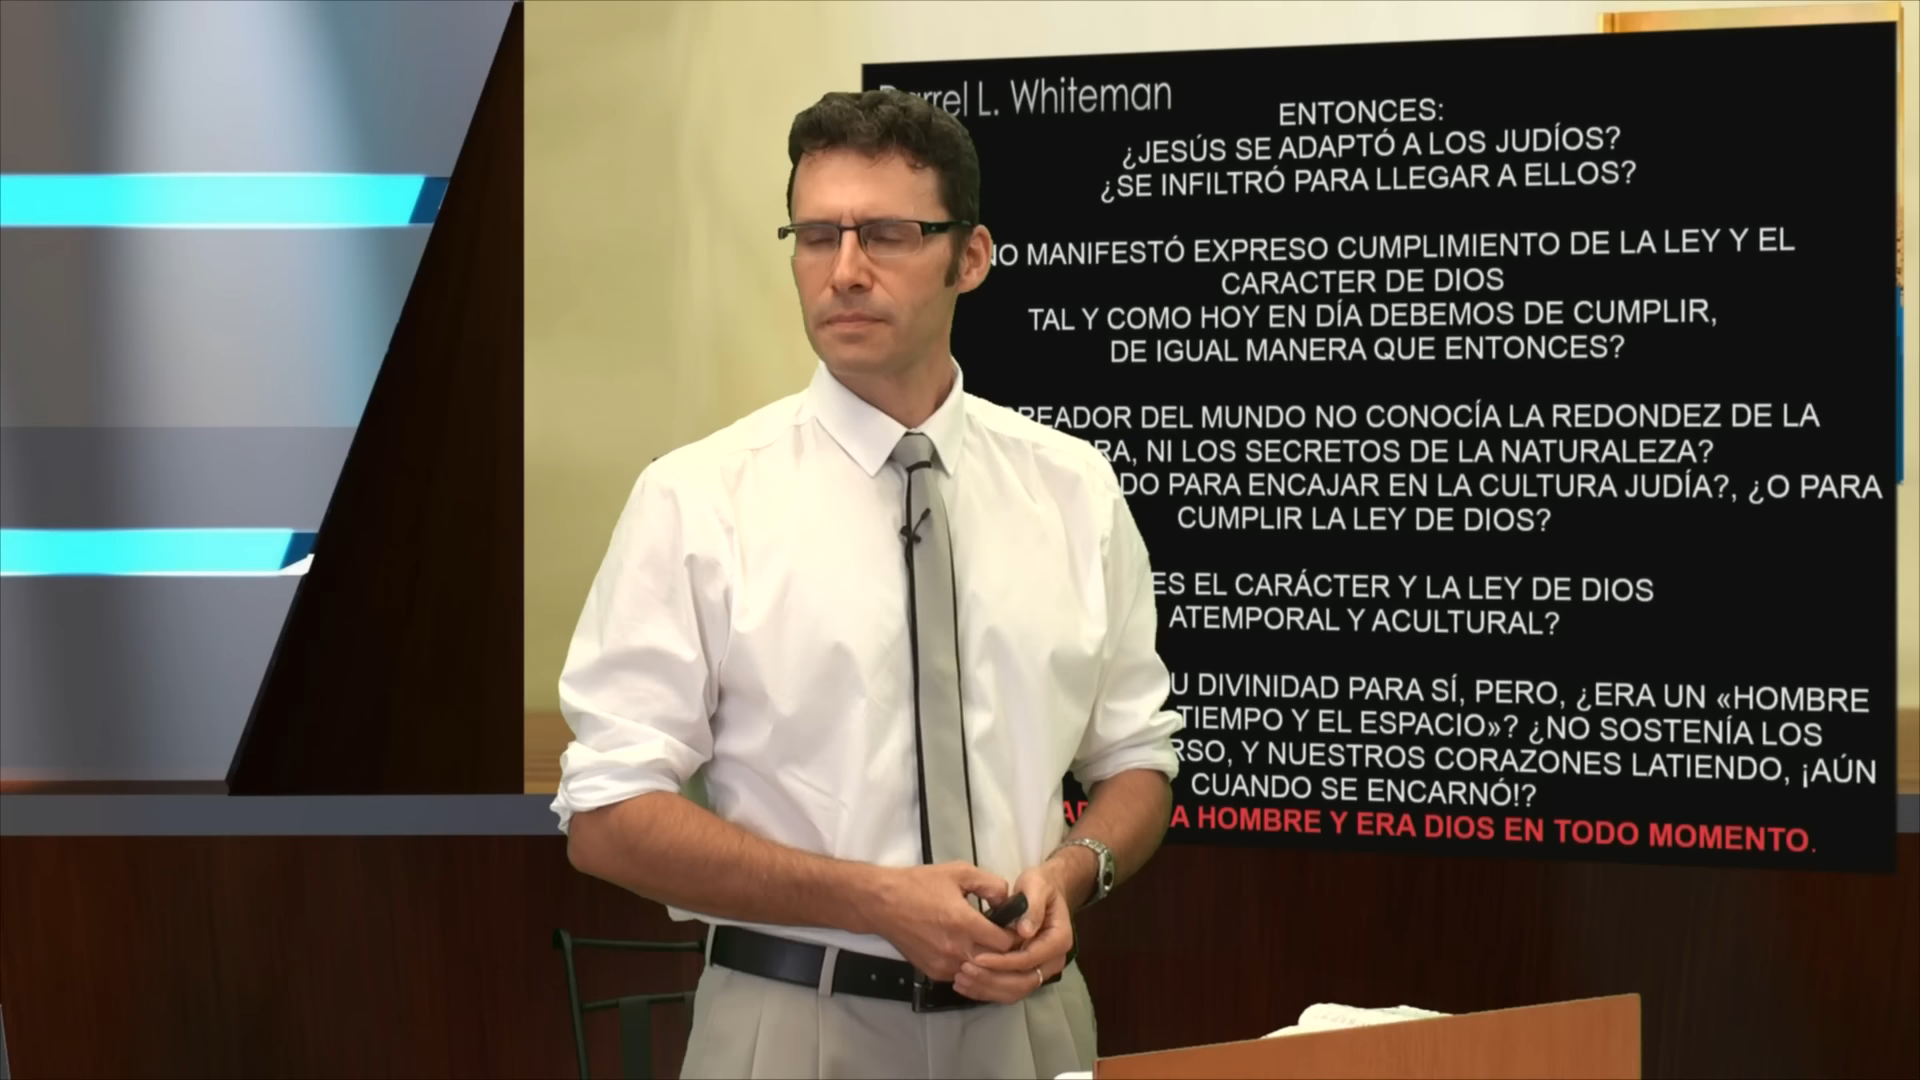 Darrel L. Whiteman
ENTONCES:
¿JESÚS SE ADAPTÓ A LOS JUDÍOS?
¿SE INFILTRÓ PARA LLEGAR A ELLOS?
NO MANIFESTÓ EXPRESO CUMPLIMIENTO DE LA LEY Y EL
CARACTER DE DIOS
TAL Y COMO HOY EN DÍA DEBEMOS DE CUMPLIR,
DE IGUAL MANERA QUE ENTONCES?
DEL MUNDO NO CONOCÍA LA REDONDEZ DE LA
NI LOS SECRETOS DE LA NATURALEZA?
PARA ENCAJAR EN LA CULTURA JUDÍA?, ¿O PARA
CUMPLIR LA LEY DE DIOS?
ES EL CARÁCTER Y LA LEY DE DIOS
ATEMPORAL Y ACULTURAL?
DIVINIDAD PARA SÍ, PERO, ¿ERA UN «HOMBRE
TIEMPO Y EL ESPACIO»? ¿NO SOSTENÍA LOS
Y NUESTROS CORAZONES LATIENDO, ¡AÚN
CUANDO SE ENCARNÓ!?
A HOMBRE Y ERA DIOS EN TODO MOMENTO.